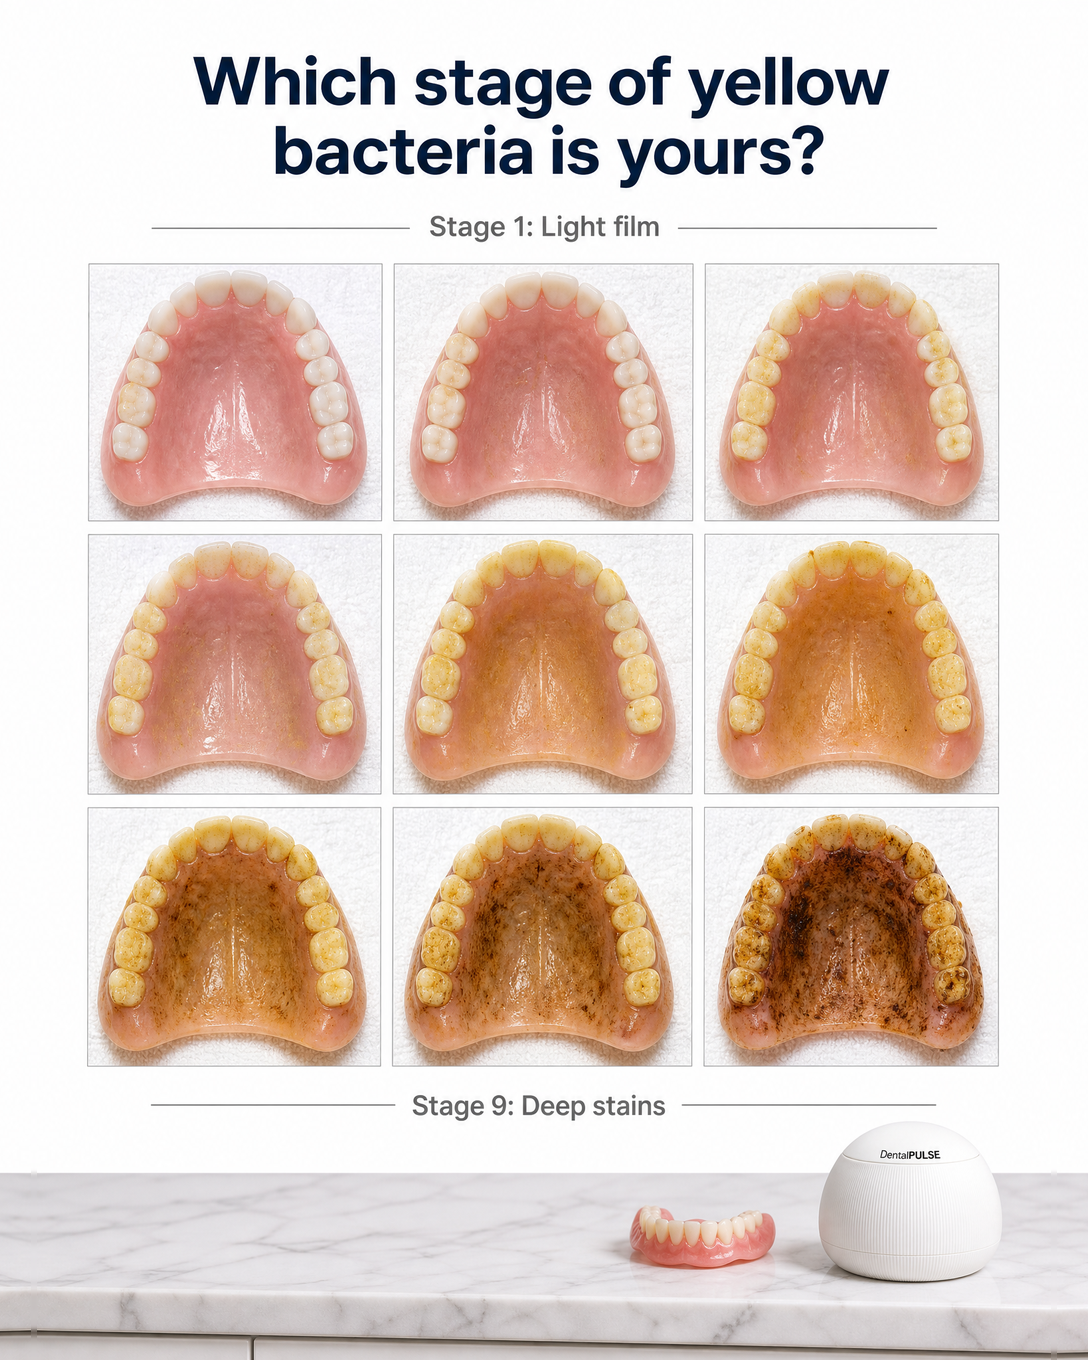 Which stage of yellow
bacteria is yours?
Stage 1: Light film
Stage 9: Deep stains
DentalPULSE